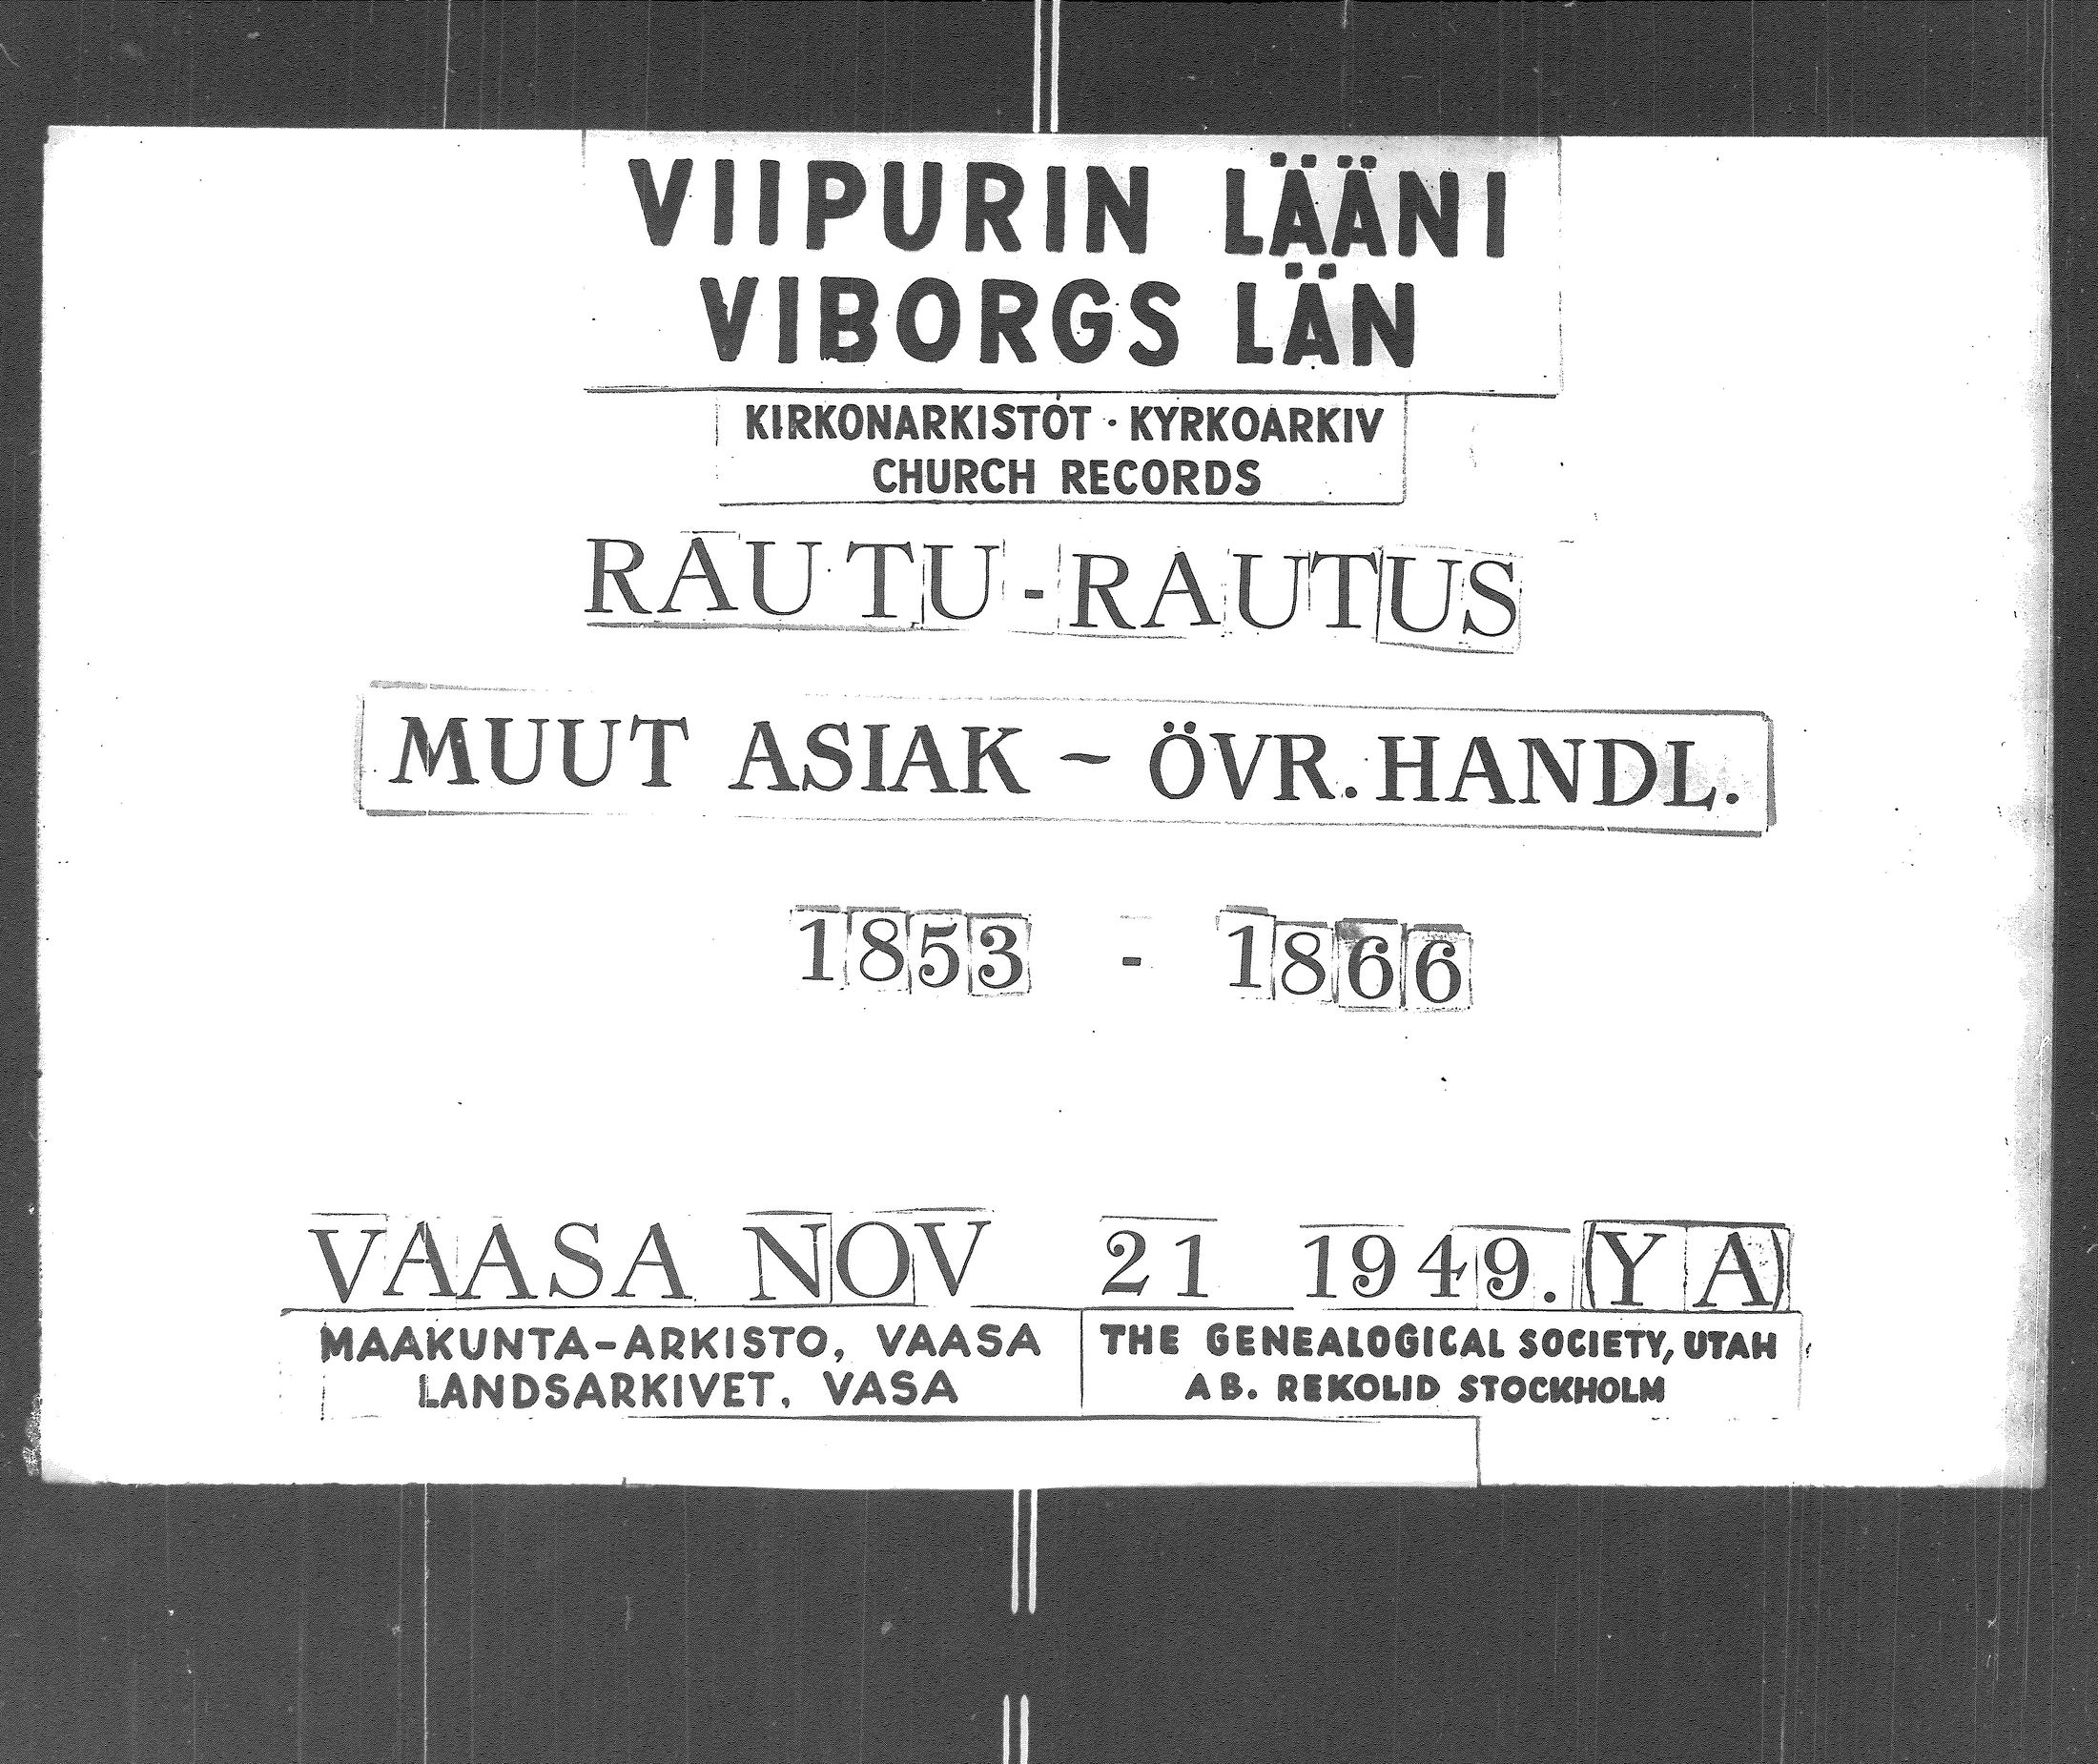 VIIPURIN LÄÄNI
VIBORGS LÄN
KIRKONARKISTOT · KYRKOARKIV
CHURCH RECORDS
RAUTU - RAUTUS
MUUT ASIAK ~ ÖVR. HANDL.
1853 - 1866
VAASA NOV 21 1949. (YA)
MAAKUNTA-ARKISTO, VAASA
LANDSARKIVET, VASA
THE GENEALOGICAL SOCIETY, UTAH
AB. REKOLID STOCKHOLM